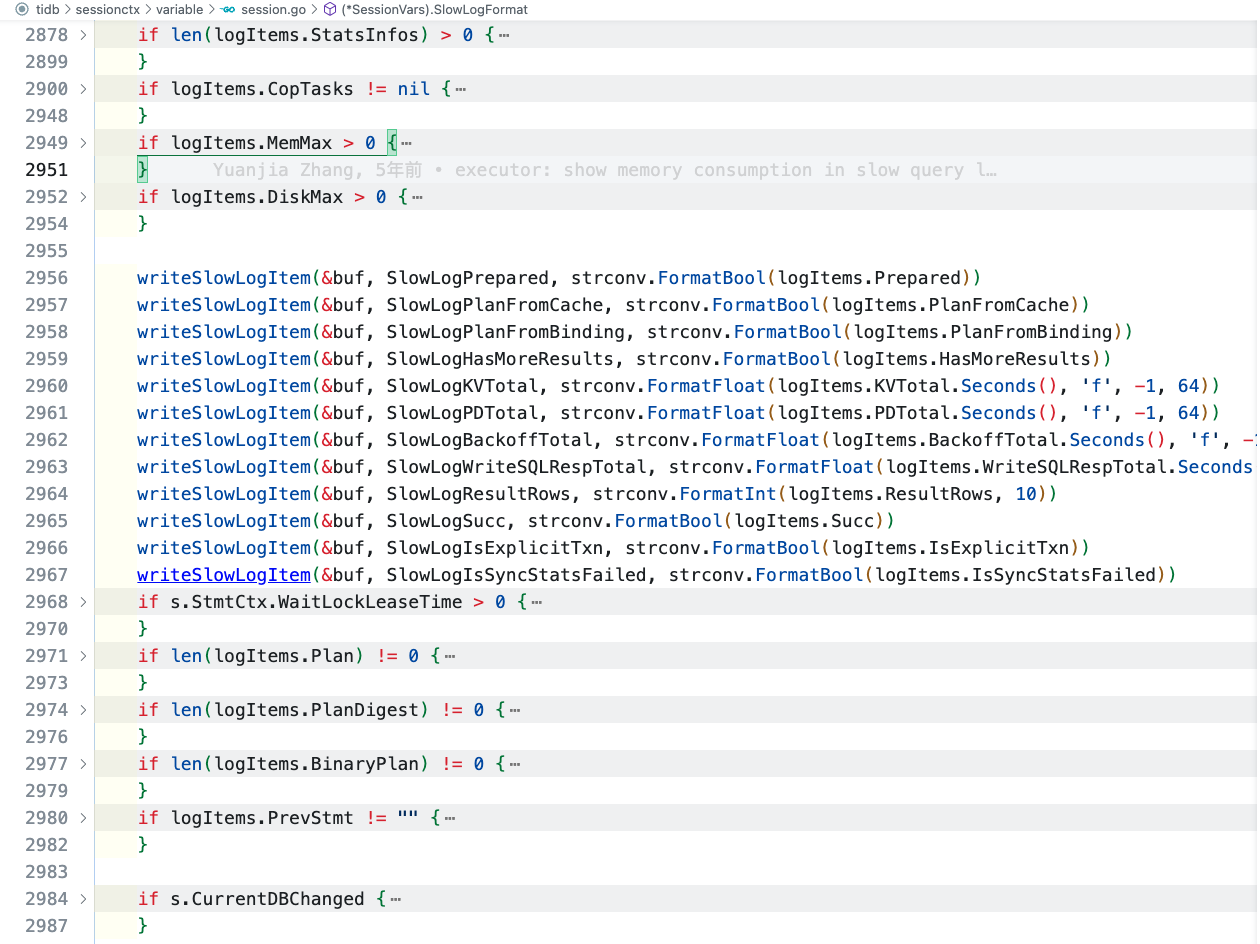 tidb > sessionctx > variable > session.go > (*SessionVars).SlowLogFormat
2878 > if len(logItems.StatsInfos) > 0 {⋯
2899 }
2900 > if logItems.CopTasks != nil {⋯
2948 }
2949 > if logItems.MemMax > 0 {⋯
2951 } Yuanjia Zhang, 5年前 • executor: show memory consumption in slow query l…
2952 > if logItems.DiskMax > 0 {⋯
2954 }
2955
2956 writeSlowLogItem(&buf, SlowLogPrepared, strconv.FormatBool(logItems.Prepared))
2957 writeSlowLogItem(&buf, SlowLogPlanFromCache, strconv.FormatBool(logItems.PlanFromCache))
2958 writeSlowLogItem(&buf, SlowLogPlanFromBinding, strconv.FormatBool(logItems.PlanFromBinding))
2959 writeSlowLogItem(&buf, SlowLogHasMoreResults, strconv.FormatBool(logItems.HasMoreResults))
2960 writeSlowLogItem(&buf, SlowLogKVTotal, strconv.FormatFloat(logItems.KVTotal.Seconds(), 'f', -1, 64))
2961 writeSlowLogItem(&buf, SlowLogPDTotal, strconv.FormatFloat(logItems.PDTotal.Seconds(), 'f', -1, 64))
2962 writeSlowLogItem(&buf, SlowLogBackoffTotal, strconv.FormatFloat(logItems.BackoffTotal.Seconds(), 'f', -1
2963 writeSlowLogItem(&buf, SlowLogWriteSQLRespTotal, strconv.FormatFloat(logItems.WriteSQLRespTotal.Seconds
2964 writeSlowLogItem(&buf, SlowLogResultRows, strconv.FormatInt(logItems.ResultRows, 10))
2965 writeSlowLogItem(&buf, SlowLogSucc, strconv.FormatBool(logItems.Succ))
2966 writeSlowLogItem(&buf, SlowLogIsExplicitTxn, strconv.FormatBool(logItems.IsExplicitTxn))
2967 writeSlowLogItem(&buf, SlowLogIsSyncStatsFailed, strconv.FormatBool(logItems.IsSyncStatsFailed))
2968 > if s.StmtCtx.WaitLockLeaseTime > 0 {⋯
2970 }
2971 > if len(logItems.Plan) != 0 {⋯
2973 }
2974 > if len(logItems.PlanDigest) != 0 {⋯
2976 }
2977 > if len(logItems.BinaryPlan) != 0 {⋯
2979 }
2980 > if logItems.PrevStmt != "" {⋯
2982 }
2983
2984 > if s.CurrentDBChanged {⋯
2987 }